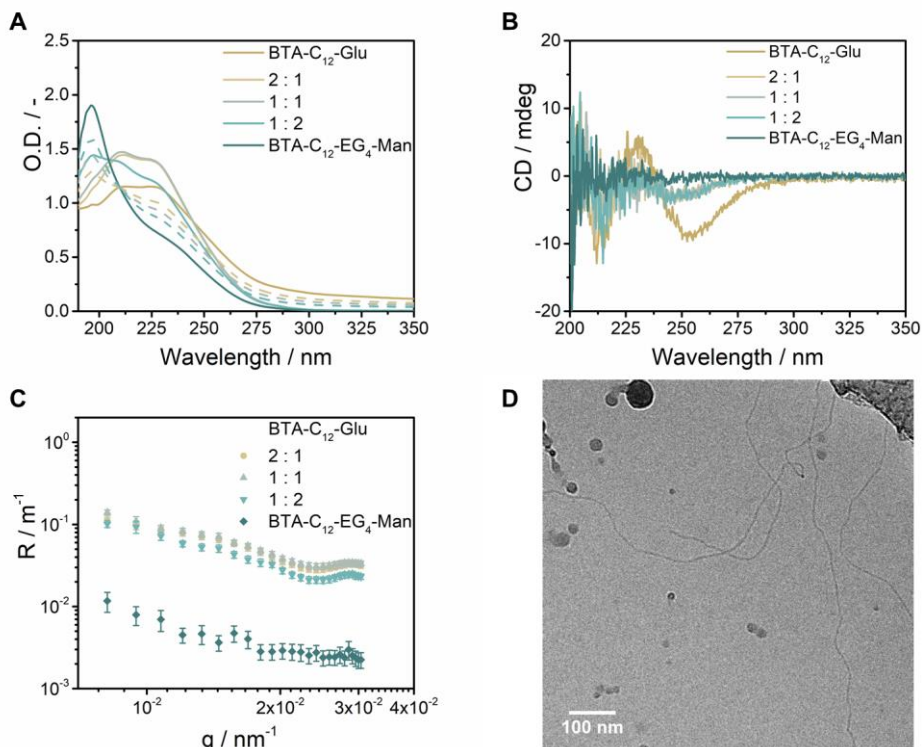 A
2.5
2.0
1.5
1.0
0.5
0.0
O.D. / -
BTA-C₁₂-Glu
2 : 1
1 : 1
1 : 2
BTA-C₁₂-EG₄-Man
200 225 250 275 300 325 350
Wavelength / nm
B
20
10
0
-10
-20
CD / mdeg
BTA-C₁₂-Glu
2 : 1
1 : 1
1 : 2
BTA-C₁₂-EG₄-Man
200 225 250 275 300 325 350
Wavelength / nm
C
10⁰
10⁻¹
10⁻²
10⁻³
R / m⁻¹
BTA-C₁₂-Glu
2 : 1
1 : 1
1 : 2
BTA-C₁₂-EG₄-Man
10⁻² 2x10⁻² 3x10⁻² 4x10⁻²
q / nm⁻¹
D
100 nm